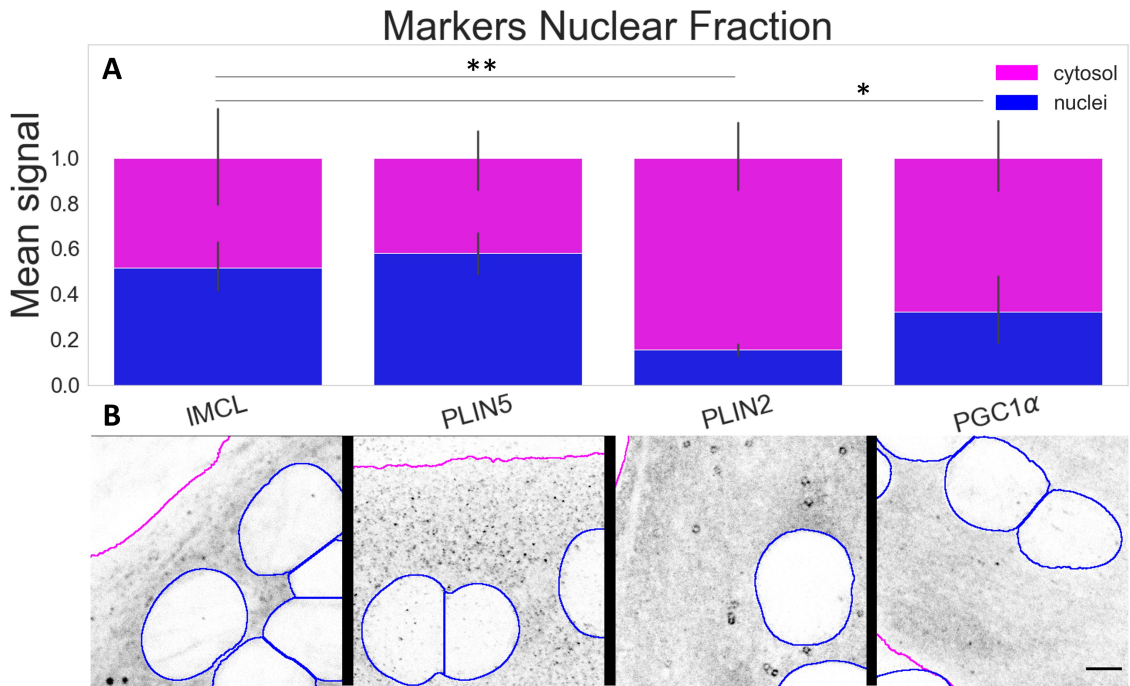 Markers Nuclear Fraction
A
**
*
cytosol
nuclei
Mean signal
1.0
0.8
0.6
0.4
0.2
0.0
IMCL
PLIN5
PLIN2
PGC1α
B